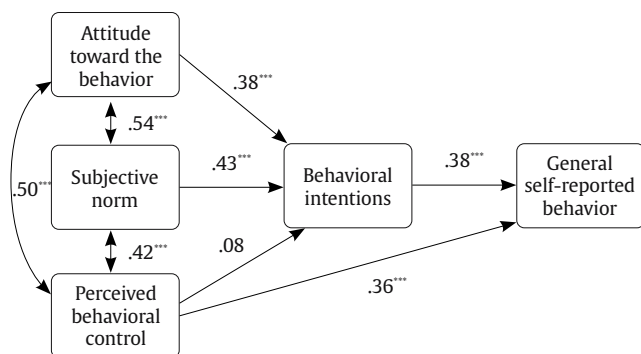 Attitude
toward the
behavior
.38***
.54***
Subjective
norm
.50***
.43***
Behavioral
intentions
.38***
General
self-reported
behavior
.42***
.08
.36***
Perceived
behavioral
control